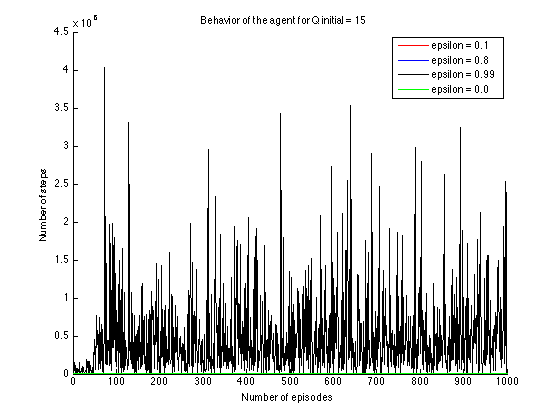 Behavior of the agent for Q initial = 15
x 10
6
4.5
4
3.5
3
2.5
2
1.5
1
0.5
0
Number of steps
epsilon = 0.1
epsilon = 0.8
epsilon = 0.99
epsilon = 0.0
0 100 200 300 400 500 600 700 800 900 1000
Number of episodes